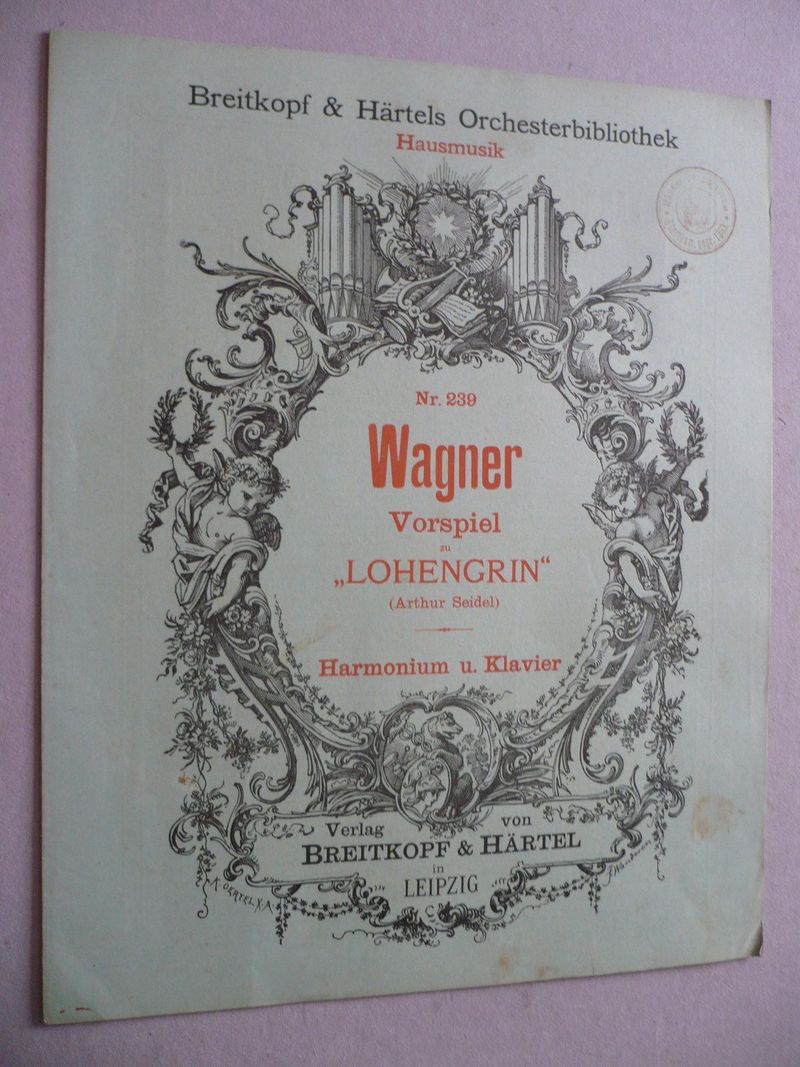 Breitkopf & Härtels Orchesterbibliothek
Hausmusik
Nr. 239
Wagner
Vorspiel
zu
„LOHENGRIN“
(Arthur Seidel)
Harmonium u. Klavier
Verlag von
BREITKOPF & HÄRTEL
in
LEIPZIG
OERTEL X.A.